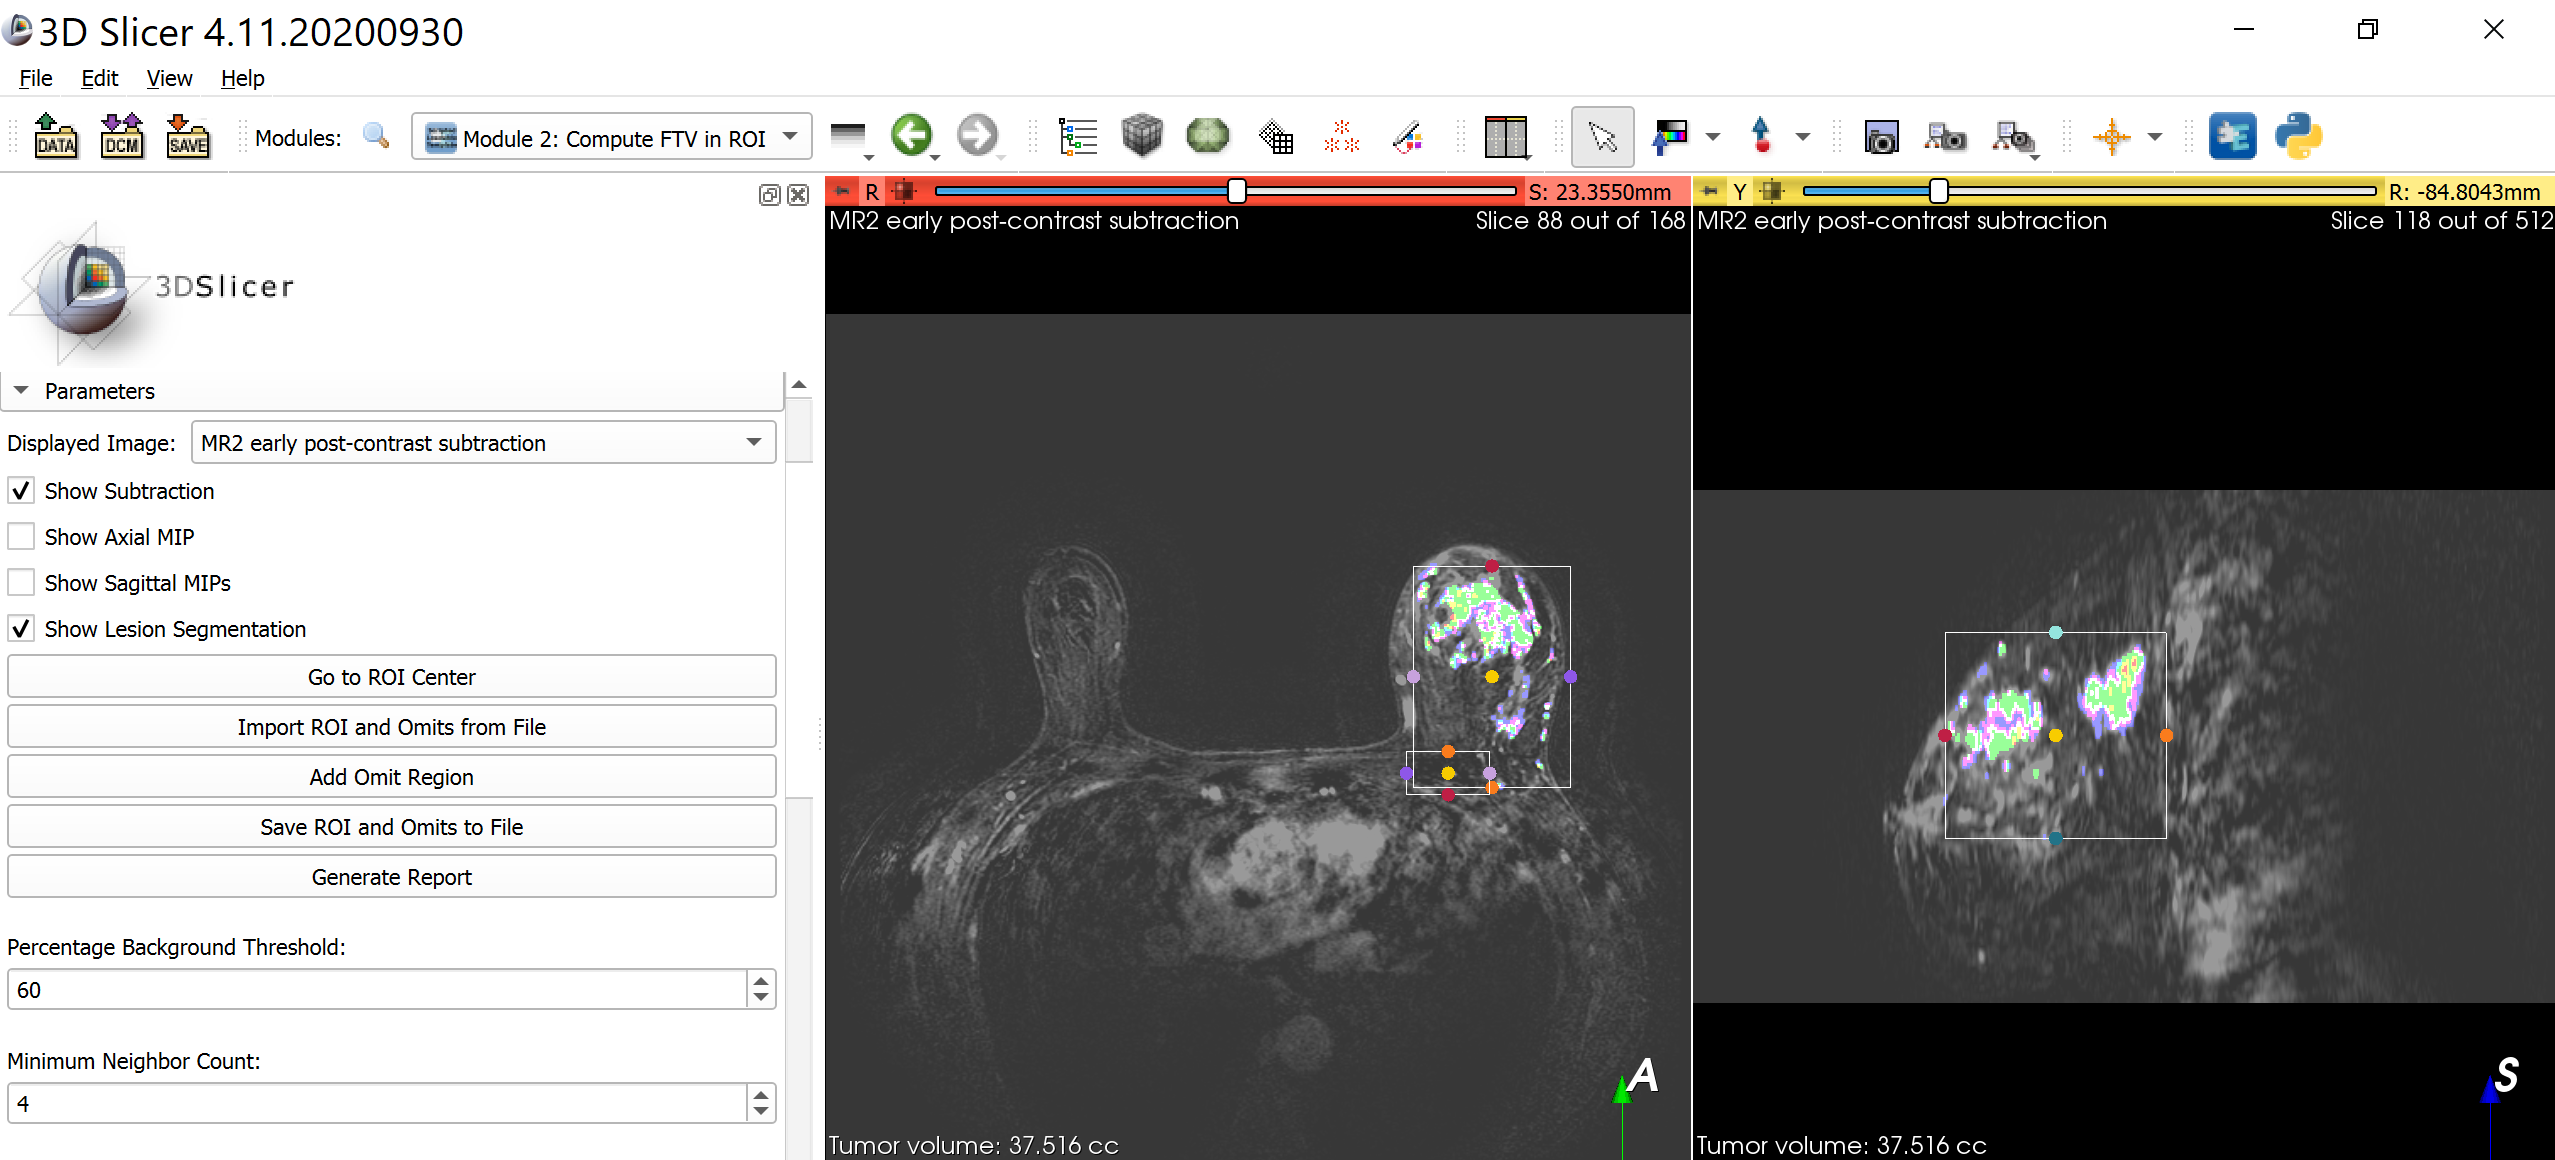 3D Slicer 4.11.20200930
File Edit View Help
DATA DCM SAVE Modules: Module 2: Compute FTV in ROI
3DSlicer
Parameters
Displayed Image: MR2 early post-contrast subtraction
Show Subtraction
Show Axial MIP
Show Sagittal MIPs
Show Lesion Segmentation
Go to ROI Center
Import ROI and Omits from File
Add Omit Region
Save ROI and Omits to File
Generate Report
Percentage Background Threshold:
60
Minimum Neighbor Count:
4
R S: 23.3550mm
MR2 early post-contrast subtraction Slice 88 out of 168
A
Tumor volume: 37.516 cc
Y R: -84.8043mm
MR2 early post-contrast subtraction Slice 118 out of 512
S
Tumor volume: 37.516 cc